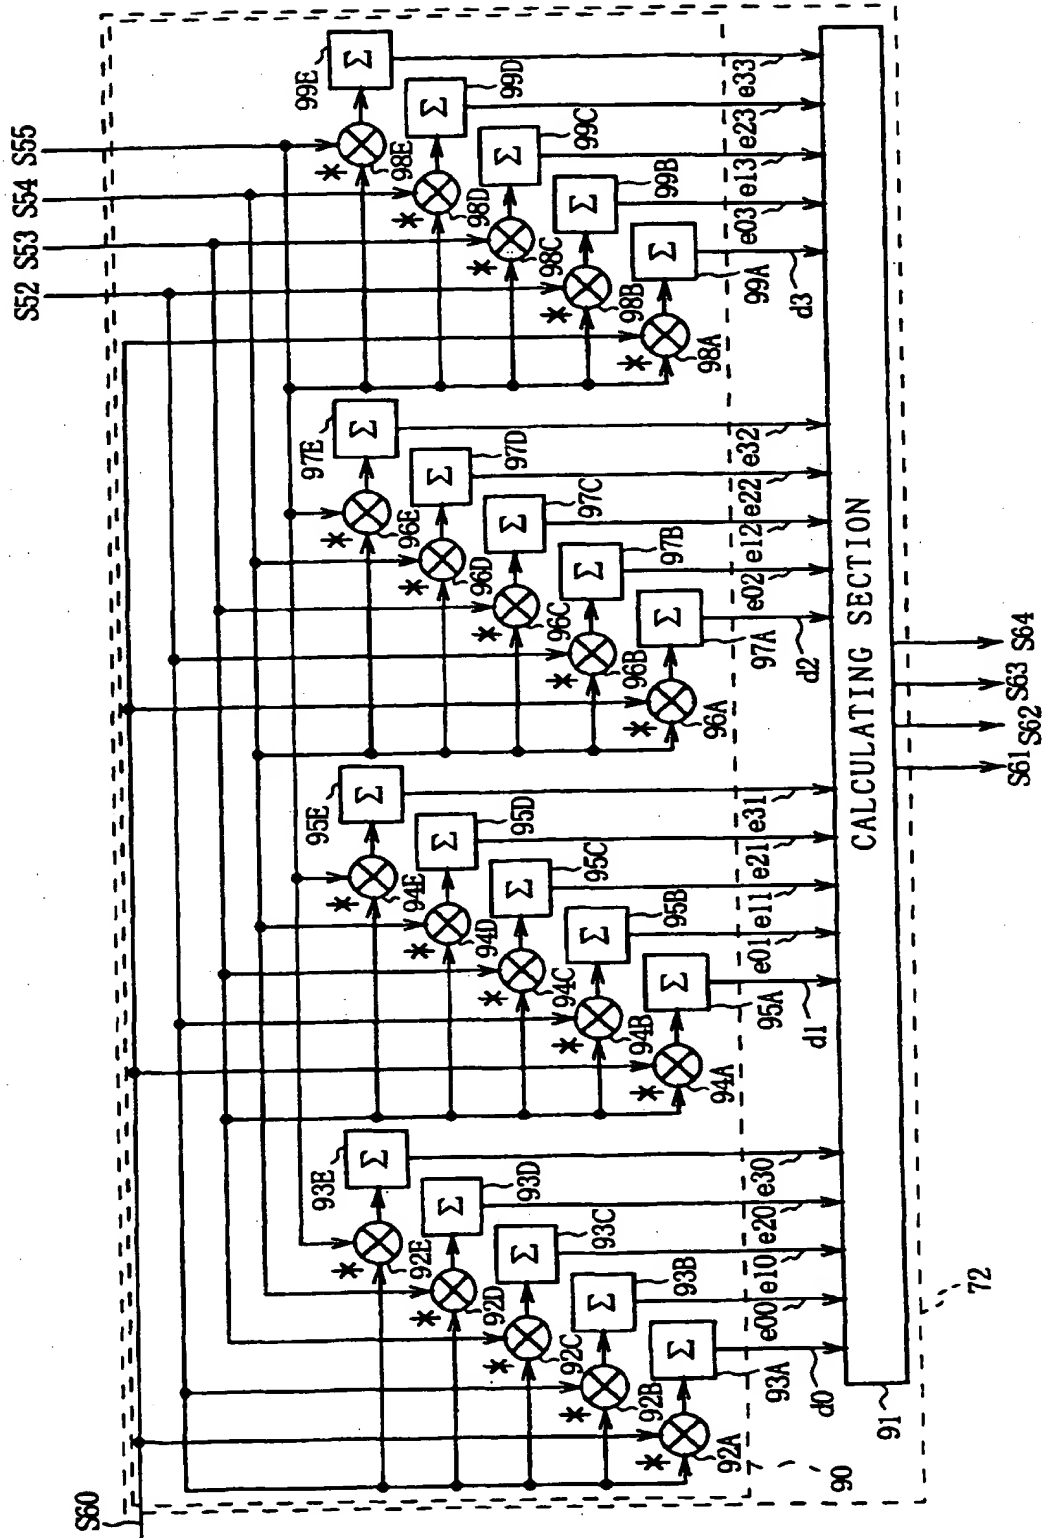 S60
S52
S53
S54
S55
99E
Σ
98E
*
99D
Σ
98D
*
99C
Σ
98C
*
99B
Σ
98B
*
99A
Σ
98A
*
97E
Σ
96E
*
97D
Σ
96D
*
97C
Σ
96C
*
97B
Σ
96B
*
97A
Σ
96A
*
95E
Σ
94E
*
95D
Σ
94D
*
95C
Σ
94C
*
95B
Σ
94B
*
95A
Σ
94A
*
93E
Σ
92E
*
93D
Σ
92D
*
93C
Σ
92C
*
93B
Σ
92B
*
93A
Σ
92A
*
90
d0
e00
e10
e20
e30
d1
e01
e11
e21
e31
d2
e02
e12
e22
e32
d3
e03
e13
e23
e33
CALCULATING SECTION
91
72
S61
S62
S63
S64